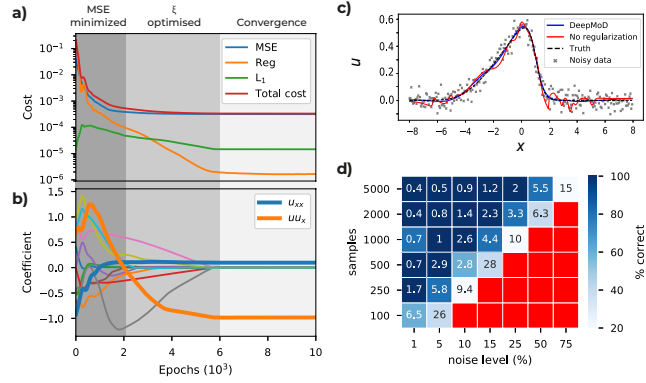 a)
MSE
minimized
ξ
optimised
Convergence
10⁻¹
10⁻²
10⁻³
10⁻⁴
10⁻⁵
10⁻⁶
Cost
MSE
Reg
L₁
Total cost
b)
1.5
1.0
0.5
0.0
-0.5
-1.0
Coefficient
u_xx
uu_x
0 2 4 6 8 10
Epochs (10³)
c)
0,6
0,4
0,2
0,0
u
DeepMoD
No regularization
Truth
Noisy data
−8 −6 −4 −2 0 2 4 6 8
x
d)
samples
5000 0.4 0.5 0.9 1.2 2 5.5 15
2000 0.4 0.8 1.4 2.3 3.3 6.3
1000 0.7 1 2.6 4.4 10
500 0.7 2.9 2.8 28
250 1.7 5.8 9.4
100 6.5 26
1 5 10 15 25 50 75
noise level (%)
100
80
60
40
20
% correct